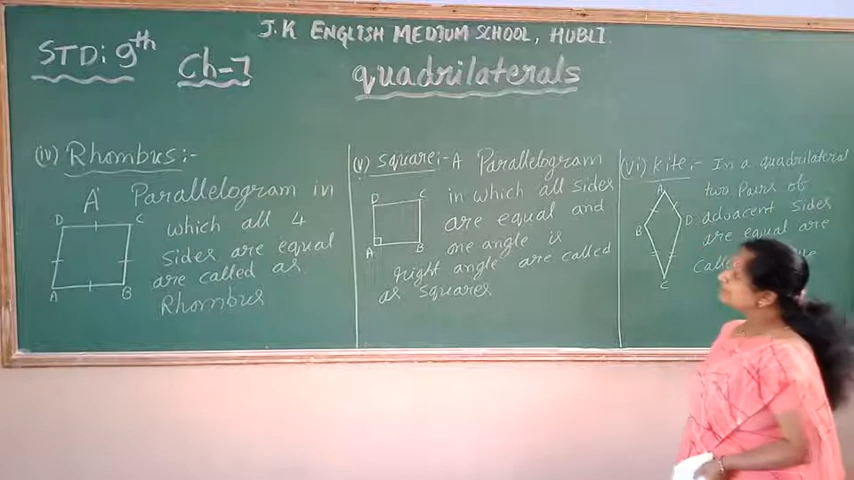 J.K ENGLISH MEDIUM SCHOOL, HUBLI
STD: 9th
Ch-7
quadrilaterals
(iv) Rhombus:-
A Parallelogram in
which all 4
sides are equal
are called as
Rhombus
D C
A B
(v) square:- A Parallelogram
in which all sides
are equal and
one angle is
right angle are called
as squares
D C
A B
(vi) kite:- In a quadrilateral
two Pairs of
adjacent sides
are equal are
A
B D
C